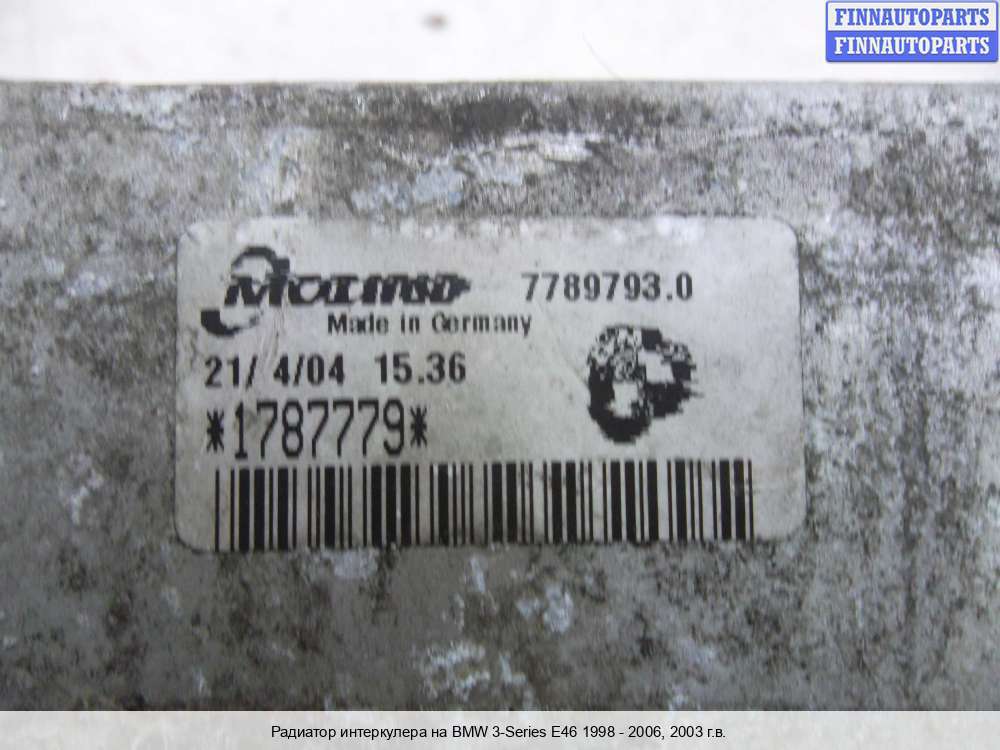 FINNAUTOPARTS
FINNAUTOPARTS
7789793.0
Made in Germany
21/ 4/04 15.36
*1787779*
Радиатор интеркулера на BMW 3-Series E46 1998 - 2006, 2003 г.в.